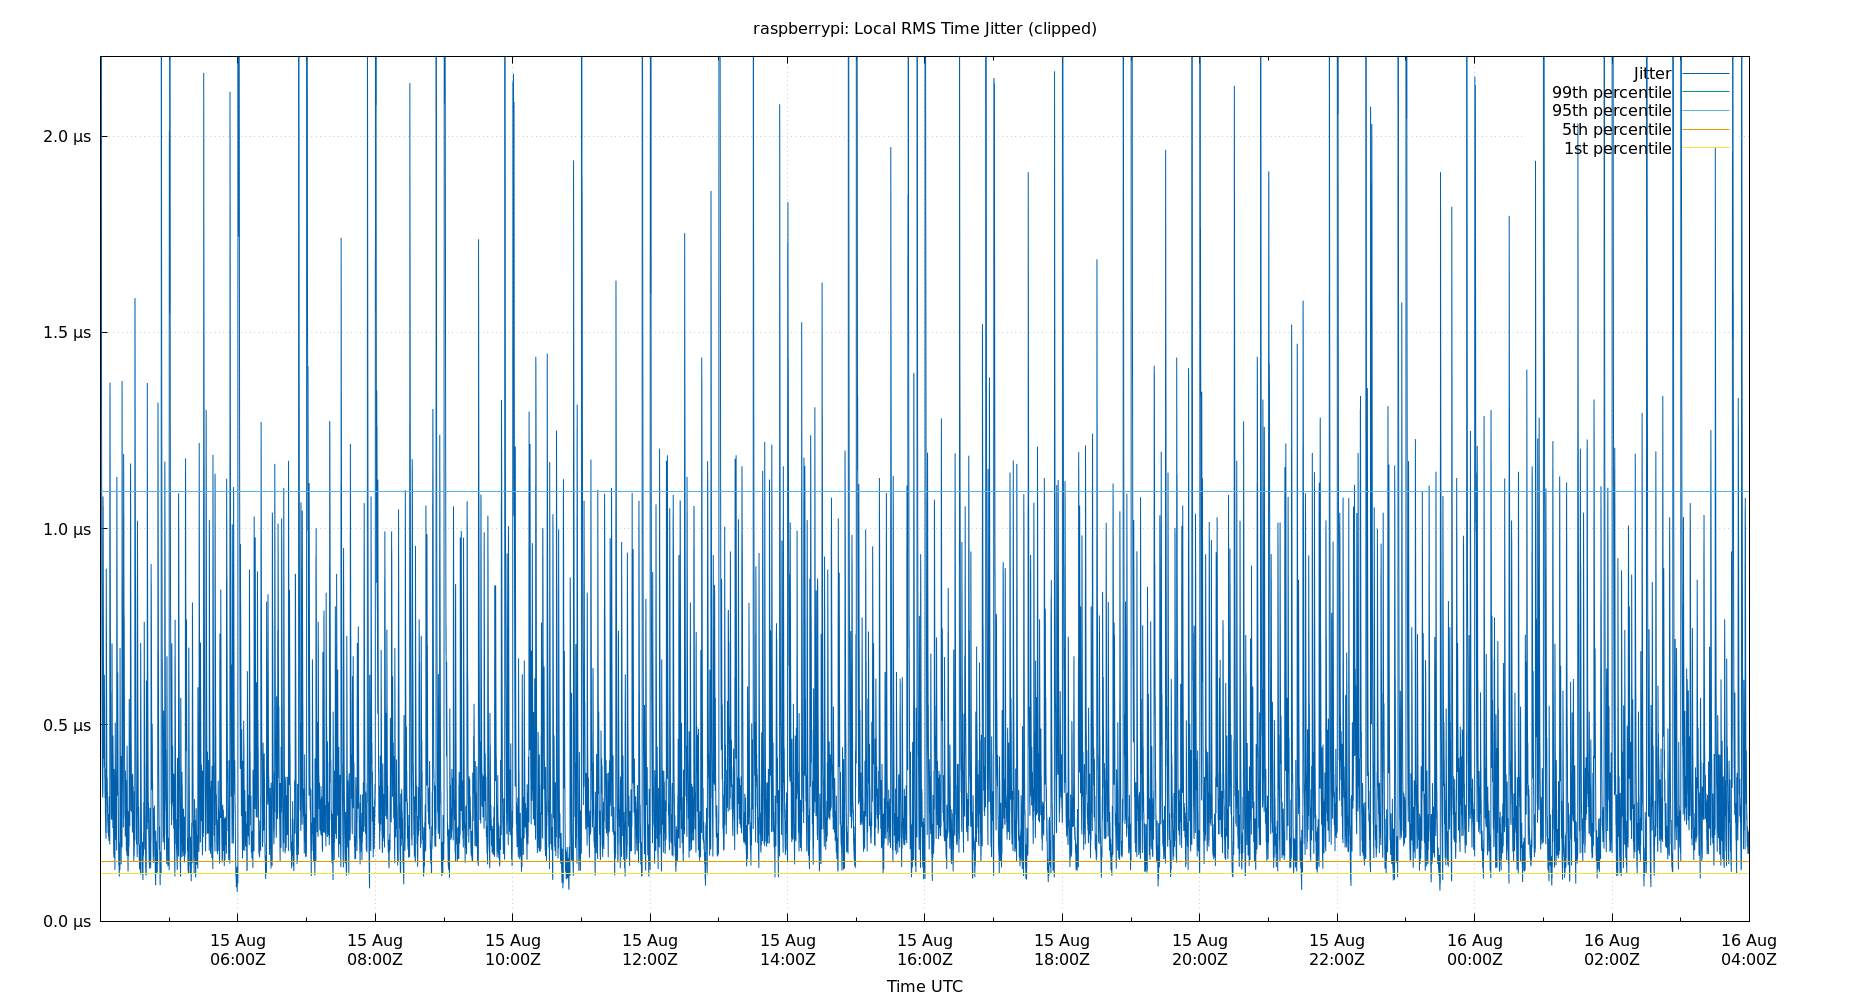 raspberrypi: Local RMS Time Jitter (clipped)
Jitter
99th percentile
95th percentile
5th percentile
1st percentile
2.0 µs
1.5 µs
1.0 µs
0.5 µs
0.0 µs
15 Aug 15 Aug 15 Aug 15 Aug 15 Aug 15 Aug 15 Aug 15 Aug 15 Aug 16 Aug 16 Aug 16 Aug
06:00Z 08:00Z 10:00Z 12:00Z 14:00Z 16:00Z 18:00Z 20:00Z 22:00Z 00:00Z 02:00Z 04:00Z
Time UTC